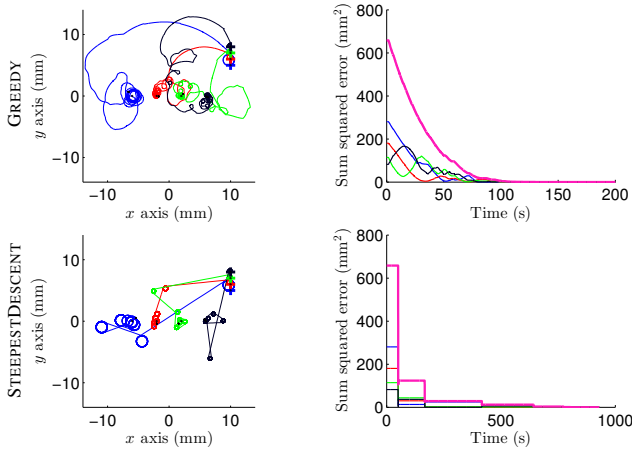 GREEDY
y axis (mm)
10
0
−10
−10 0 10
x axis (mm)
Sum squared error (mm²)
800
600
400
200
0
0 50 100 150 200
Time (s)
STEEPESTDESCENT
y axis (mm)
10
0
−10
−10 0 10
x axis (mm)
Sum squared error (mm²)
800
600
400
200
0
0 500 1000
Time (s)